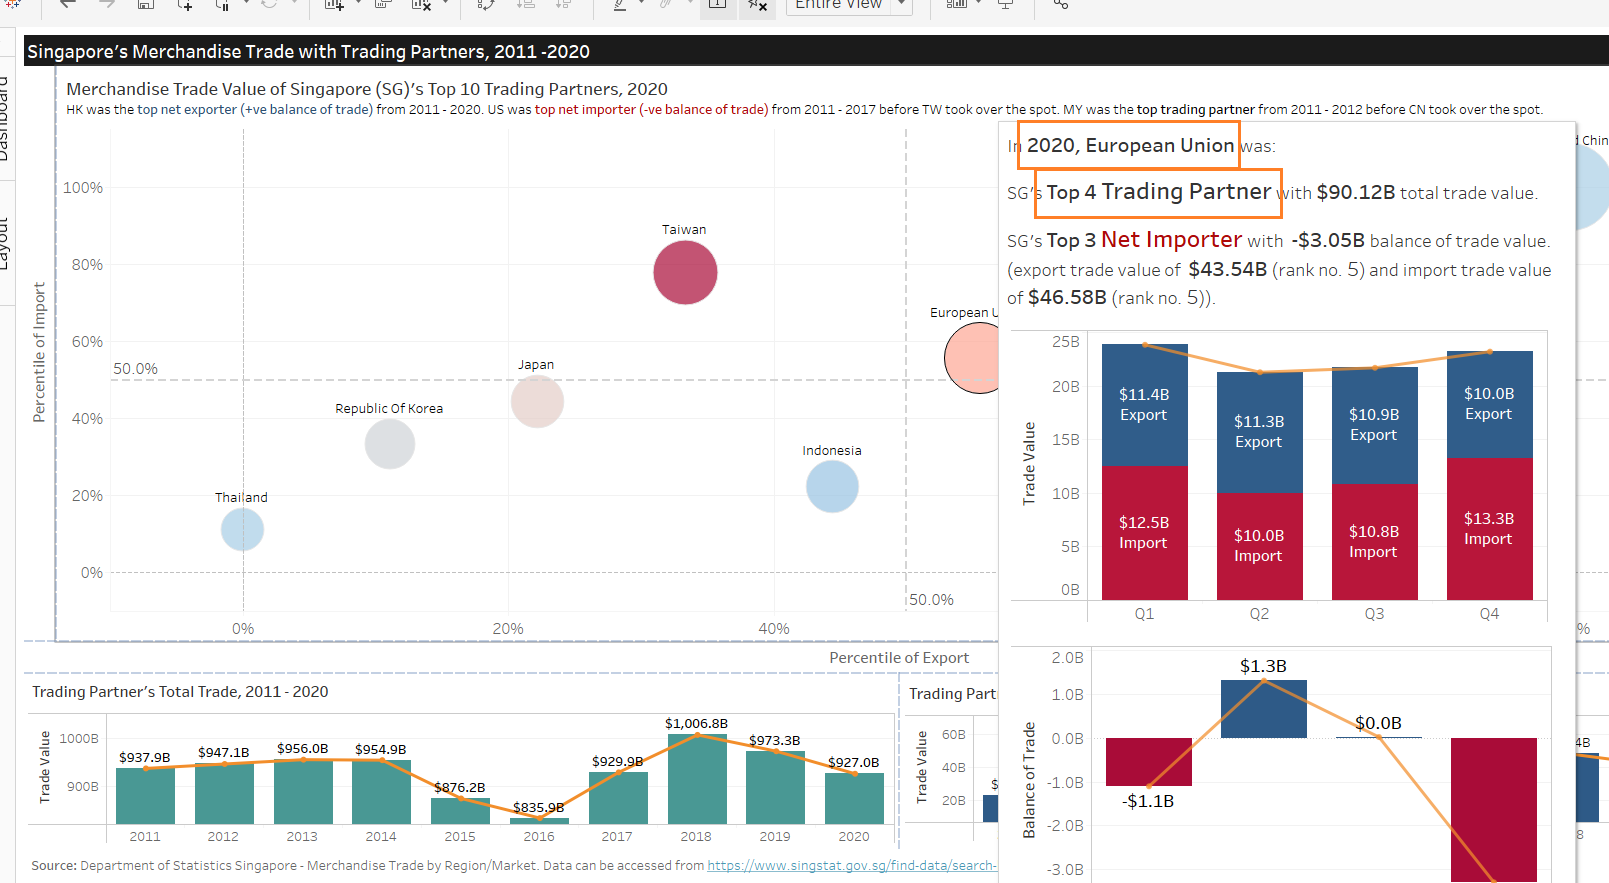 Entire View
Dashboard
Layout
Singapore's Merchandise Trade with Trading Partners, 2011 -2020
Merchandise Trade Value of Singapore (SG)'s Top 10 Trading Partners, 2020
HK was the top net exporter (+ve balance of trade) from 2011 - 2020. US was top net importer (-ve balance of trade) from 2011 - 2017 before TW took over the spot. MY was the top trading partner from 2011 - 2012 before CN took over the spot.
Percentile of Import
100%
80%
60%
40%
20%
0%
50.0%
Taiwan
European U
Japan
Republic Of Korea
Indonesia
Thailand
d Chin
50.0%
0%
20%
40%
%
Percentile of Export
In 2020, European Union was:
SG's Top 4 Trading Partner with $90.12B total trade value.
SG's Top 3 Net Importer with -$3.05B balance of trade value.
(export trade value of $43.54B (rank no. 5) and import trade value
of $46.58B (rank no. 5)).
Trade Value
25B
20B
15B
10B
5B
0B
$11.4B
Export
$12.5B
Import
$11.3B
Export
$10.0B
Import
$10.9B
Export
$10.8B
Import
$10.0B
Export
$13.3B
Import
Q1
Q2
Q3
Q4
Balance of Trade
2.0B
1.0B
0.0B
-1.0B
-2.0B
-3.0B
-$1.1B
$1.3B
$0.0B
Trading Partner's Total Trade, 2011 - 2020
Trade Value
1000B
900B
$937.9B
$947.1B
$956.0B
$954.9B
$876.2B
$835.9B
$929.9B
$1,006.8B
$973.3B
$927.0B
2011
2012
2013
2014
2015
2016
2017
2018
2019
2020
Trading Part
Trade Value
60B
40B
20B
$
4B
8
Source: Department of Statistics Singapore - Merchandise Trade by Region/Market. Data can be accessed from https://www.singstat.gov.sg/find-data/search-